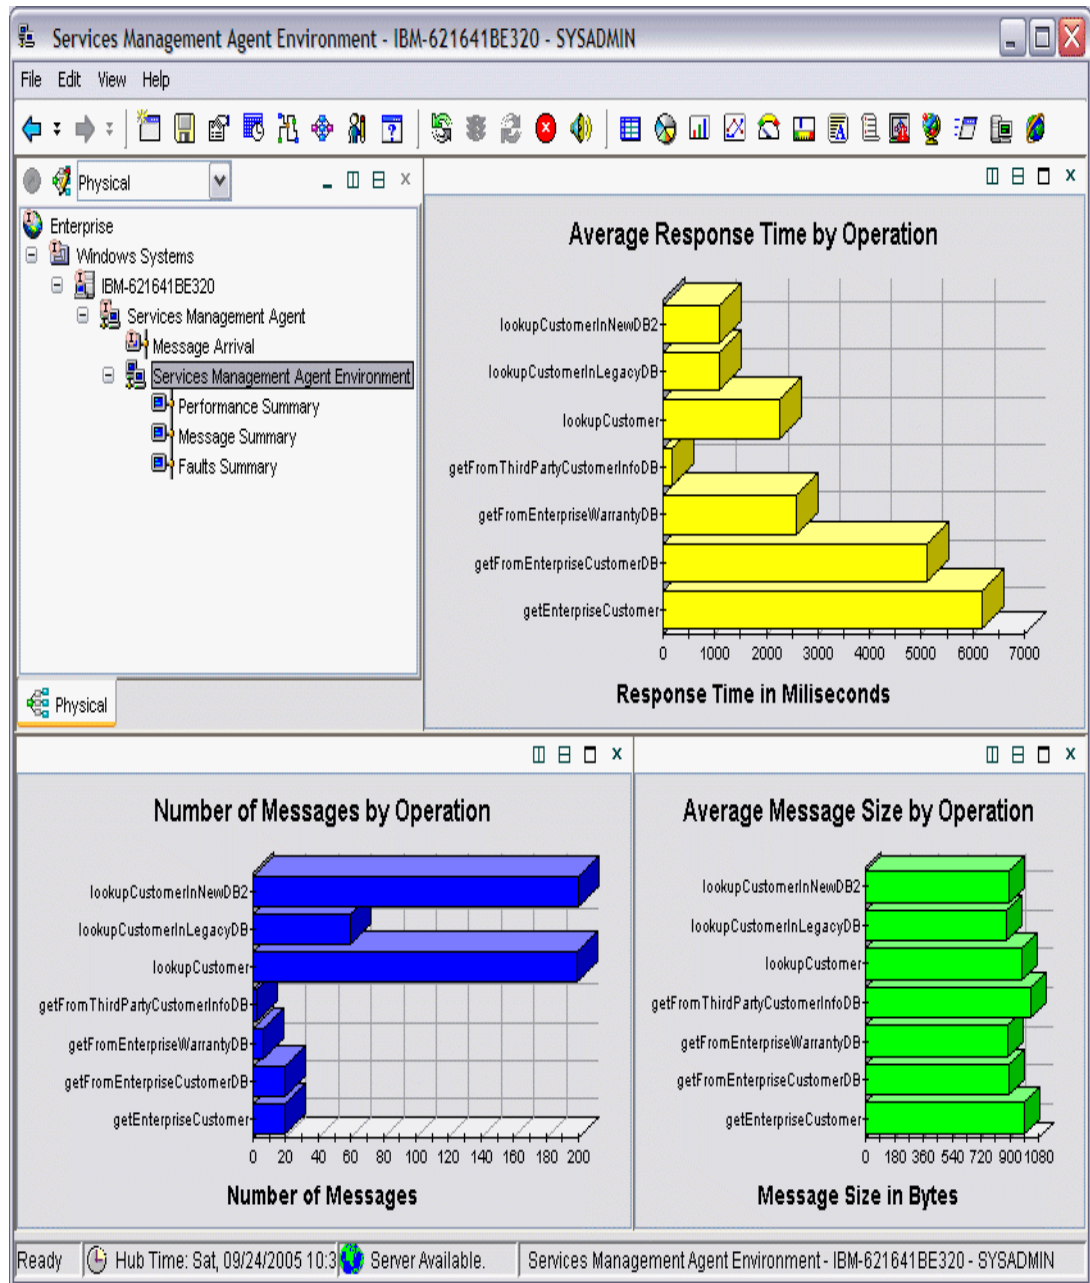 Services Management Agent Environment - IBM-621641BE320 - SYSADMIN
File Edit View Help
Physical
Enterprise
Windows Systems
IBM-621641BE320
Services Management Agent
Message Arrival
Services Management Agent Environment
Performance Summary
Message Summary
Faults Summary
Physical
Average Response Time by Operation
lookupCustomerInNewDB2
lookupCustomerInLegacyDB
lookupCustomer
getFromThirdPartyCustomerInfoDB
getFromEnterpriseWarrantyDB
getFromEnterpriseCustomerDB
getEnterpriseCustomer
0 1000 2000 3000 4000 5000 6000 7000
Response Time in Miliseconds
Number of Messages by Operation
lookupCustomerInNewDB2
lookupCustomerInLegacyDB
lookupCustomer
getFromThirdPartyCustomerInfoDB
getFromEnterpriseWarrantyDB
getFromEnterpriseCustomerDB
getEnterpriseCustomer
0 20 40 60 80 100 120 140 160 180 200
Number of Messages
Average Message Size by Operation
lookupCustomerInNewDB2
lookupCustomerInLegacyDB
lookupCustomer
getFromThirdPartyCustomerInfoDB
getFromEnterpriseWarrantyDB
getFromEnterpriseCustomerDB
getEnterpriseCustomer
0 180 360 540 720 900 1080
Message Size in Bytes
Ready
Hub Time: Sat, 09/24/2005 10:3
Server Available.
Services Management Agent Environment - IBM-621641BE320 - SYSADMIN